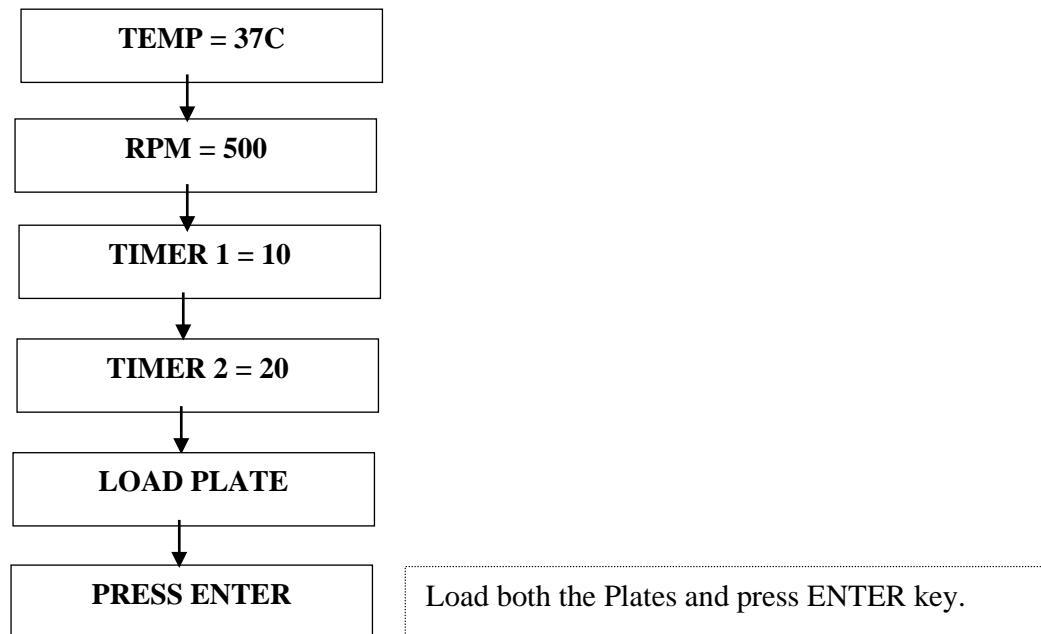 TEMP = 37C
RPM = 500
TIMER 1 = 10
TIMER 2 = 20
LOAD PLATE
PRESS ENTER
Load both the Plates and press ENTER key.